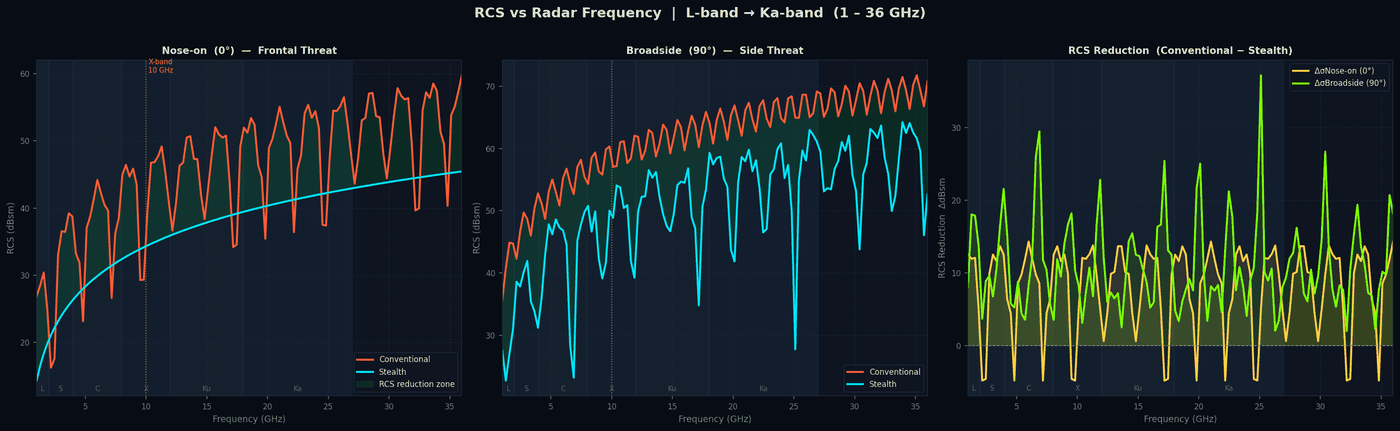 RCS vs Radar Frequency | L-band → Ka-band (1 – 36 GHz)
Nose-on (0°) — Frontal Threat
X-band
10 GHz
RCS (dBsm)
60
50
40
30
20
L S C X Ku Ka
Conventional
Stealth
RCS reduction zone
5 10 15 20 25 30 35
Frequency (GHz)
Broadside (90°) — Side Threat
RCS (dBsm)
70
60
50
40
30
L S C X Ku Ka
Conventional
Stealth
5 10 15 20 25 30 35
Frequency (GHz)
RCS Reduction (Conventional − Stealth)
ΔσNose-on (0°)
ΔσBroadside (90°)
RCS Reduction ΔdBsm
30
20
10
0
L S C X Ku Ka
5 10 15 20 25 30 35
Frequency (GHz)